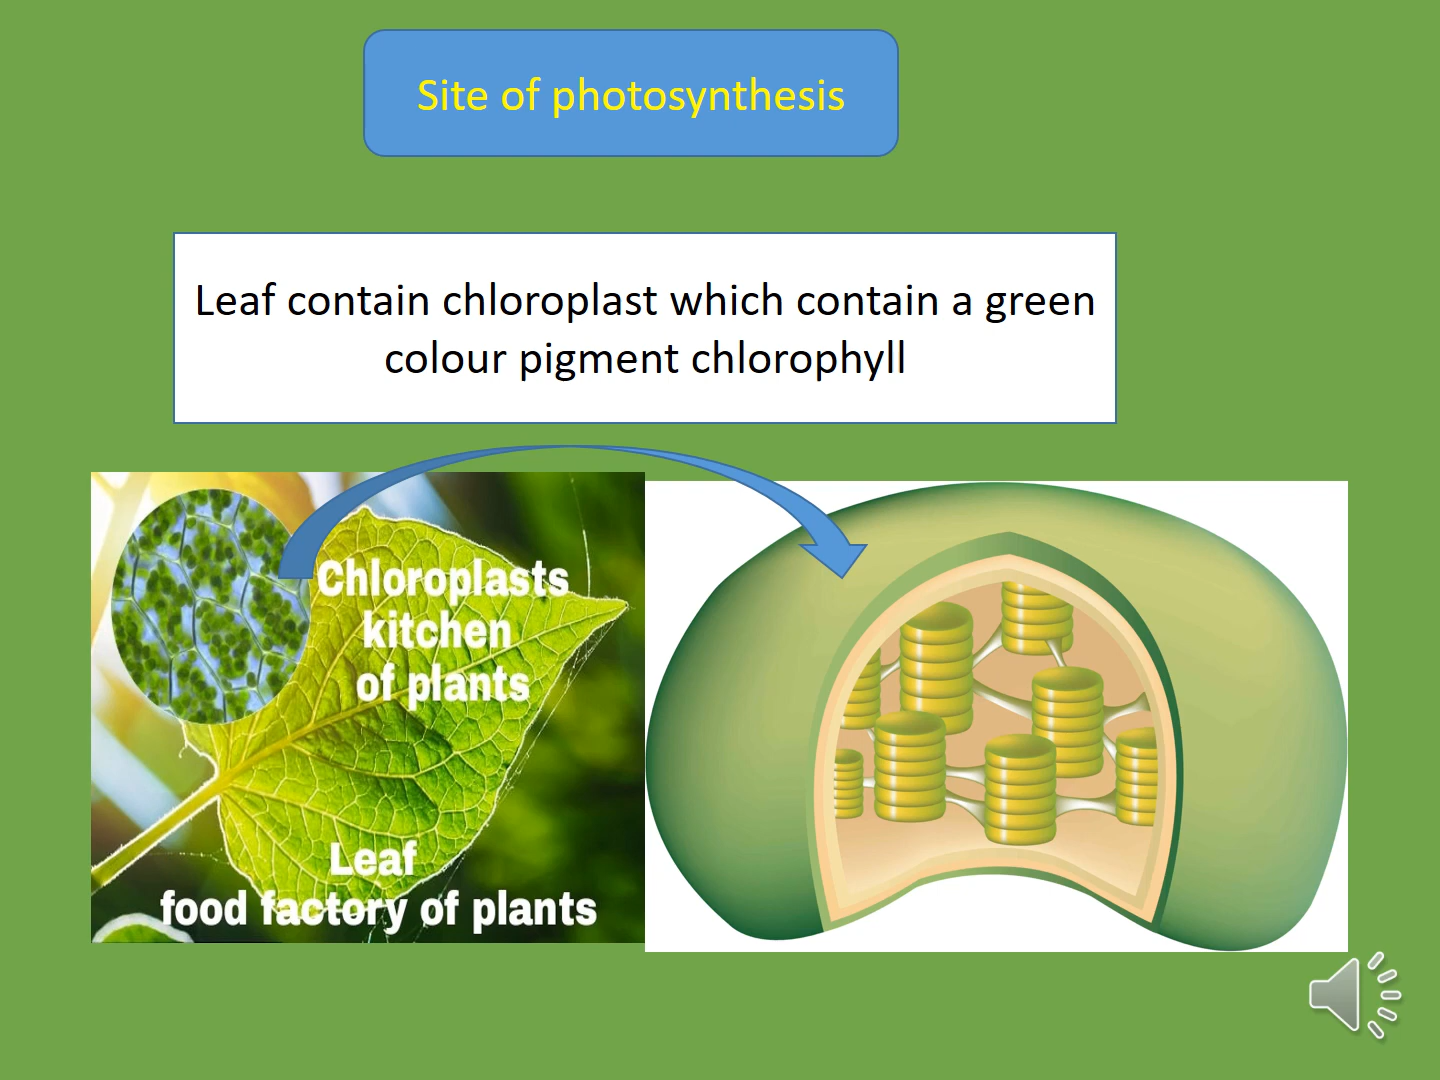 Site of photosynthesis
Leaf contain chloroplast which contain a green
colour pigment chlorophyll
Chloroplasts
kitchen
of plants
Leaf
food factory of plants